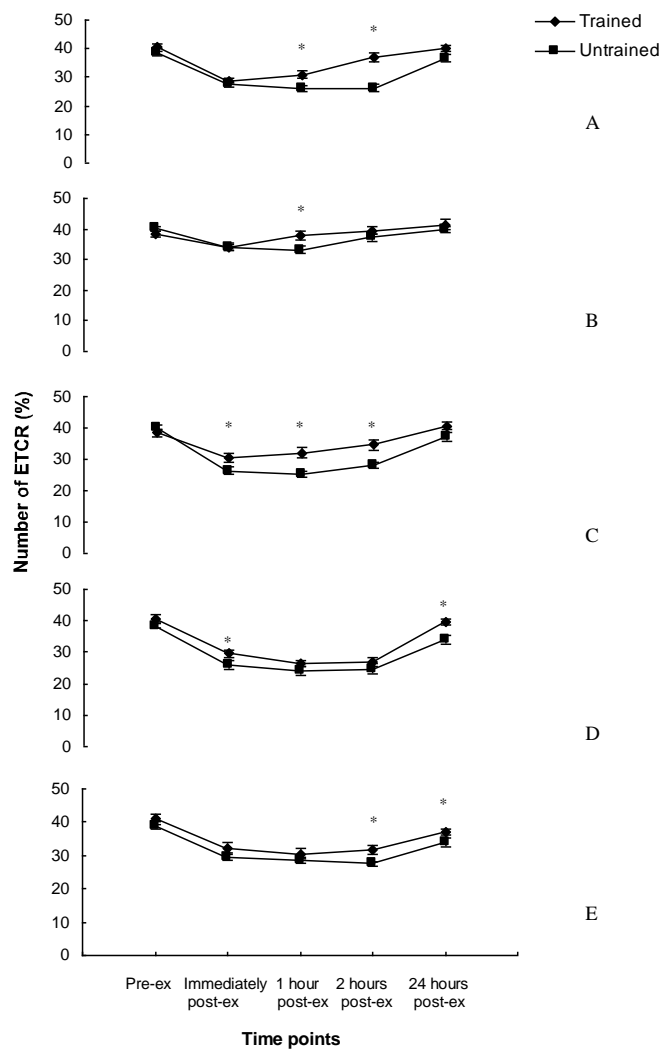 Trained
Untrained
50
40
30
20
10
0
* *
A
50
40
30
20
10
0
*
B
50
40
30
20
10
0
* * *
C
50
40
30
20
10
0
* *
D
50
40
30
20
10
0
* *
E
Number of ETCR (%)
Pre-ex Immediately 1 hour 2 hours 24 hours
post-ex post-ex post-ex post-ex
Time points